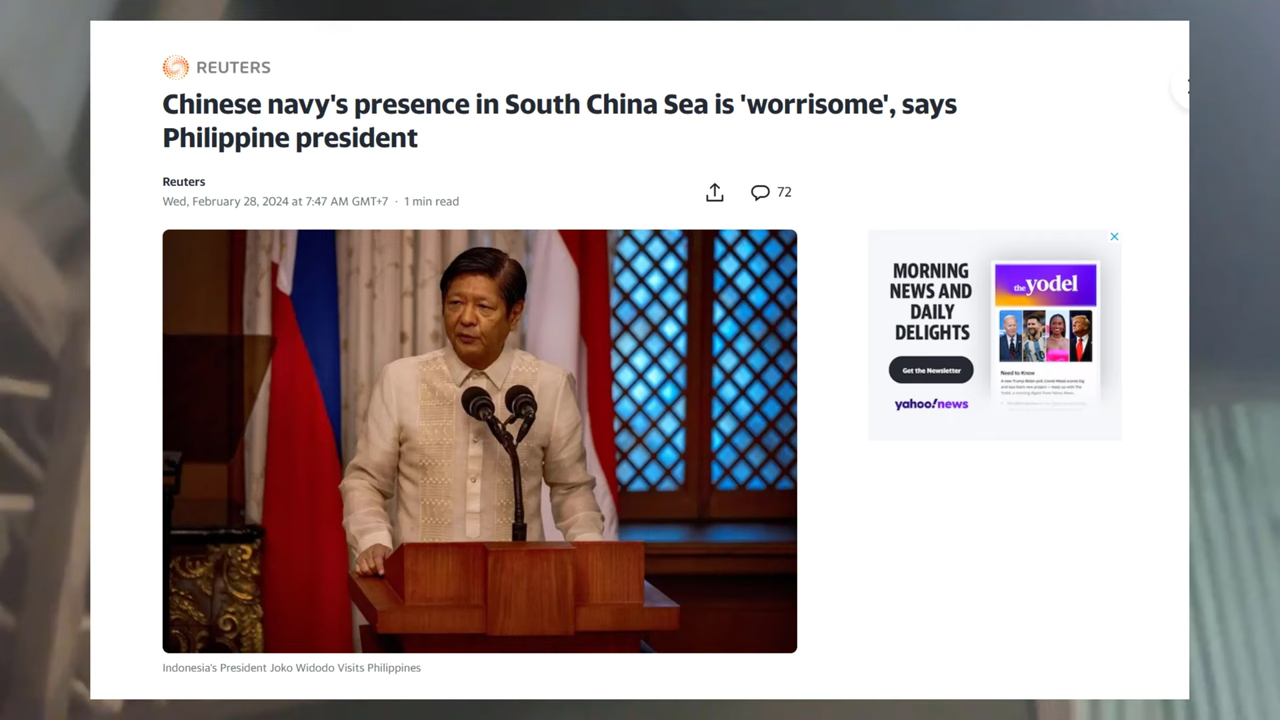 REUTERS
Chinese navy's presence in South China Sea is 'worrisome', says
Philippine president
Reuters
Wed, February 28, 2024 at 7:47 AM GMT+7 · 1 min read
72
MORNING
NEWS AND
DAILY
DELIGHTS
Get the Newsletter
yahoo!news
the yodel
Need to Know
Indonesia's President Joko Widodo Visits Philippines